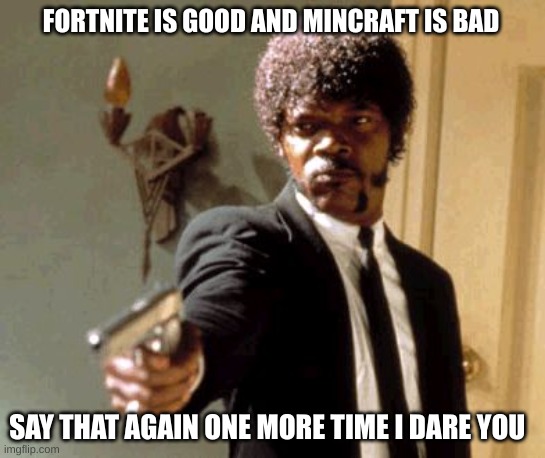 FORTNITE IS GOOD AND MINCRAFT IS BAD
SAY THAT AGAIN ONE MORE TIME I DARE YOU
imgflip.com